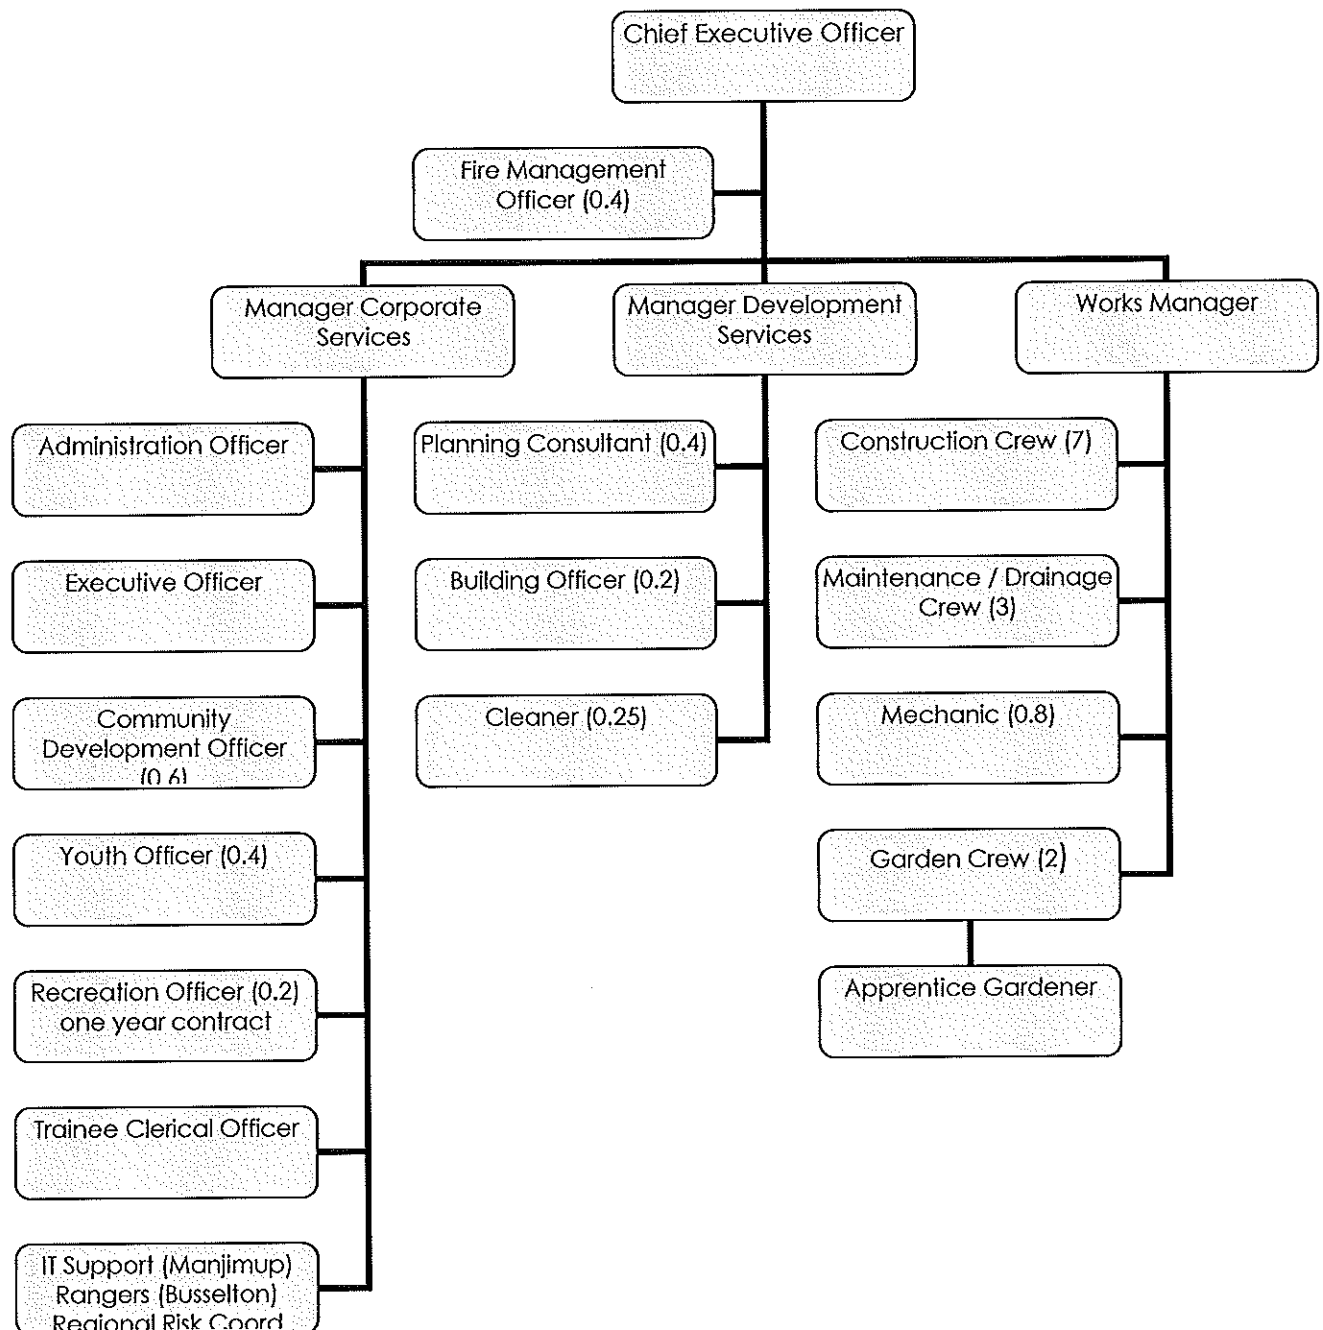 Chief Executive Officer
Fire Management
Officer (0.4)
Manager Corporate
Services
Manager Development
Services
Works Manager
Administration Officer
Executive Officer
Community
Development Officer
(0.6)
Youth Officer (0.4)
Recreation Officer (0.2)
one year contract
Trainee Clerical Officer
IT Support (Manjimup)
Rangers (Busselton)
Regional Risk Coord
Planning Consultant (0.4)
Building Officer (0.2)
Cleaner (0.25)
Construction Crew (7)
Maintenance / Drainage
Crew (3)
Mechanic (0.8)
Garden Crew (2)
Apprentice Gardener